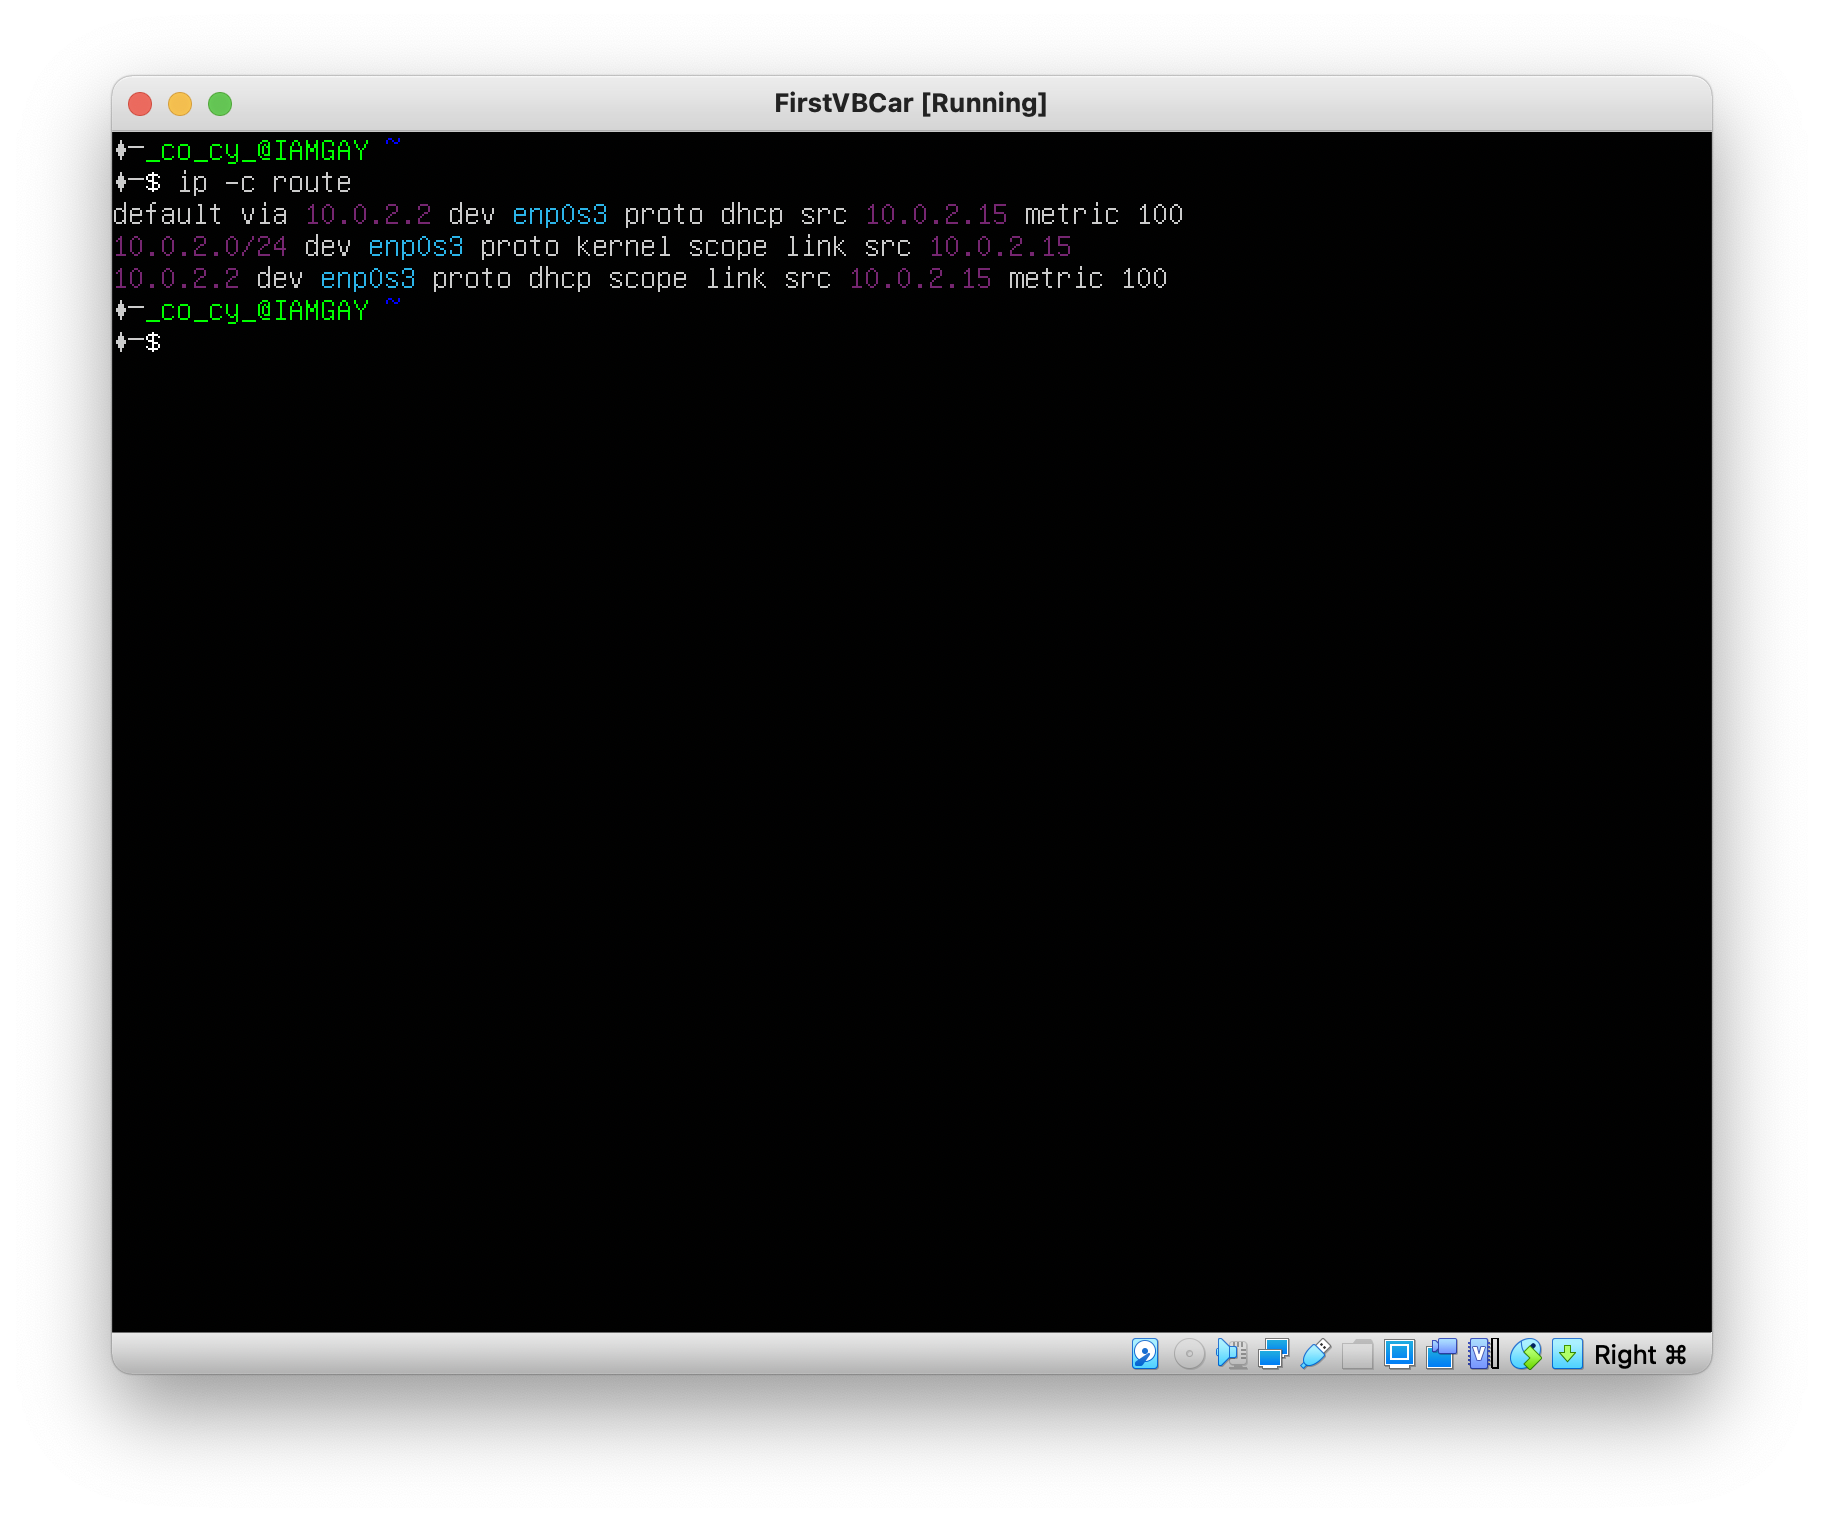 FirstVBCar [Running]
♦─_co_cy_@IAMGAY ~
♦─$ ip -c route
default via 10.0.2.2 dev enp0s3 proto dhcp src 10.0.2.15 metric 100
10.0.2.0/24 dev enp0s3 proto kernel scope link src 10.0.2.15
10.0.2.2 dev enp0s3 proto dhcp scope link src 10.0.2.15 metric 100
♦─_co_cy_@IAMGAY ~
♦─$
Right ⌘